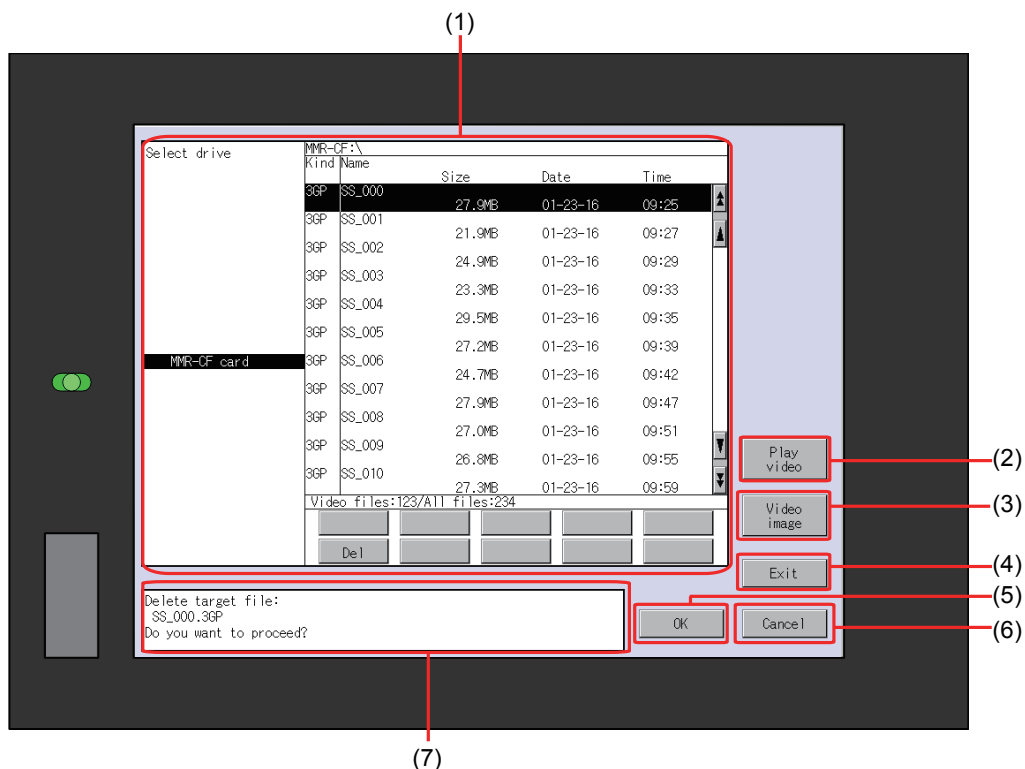 (1)
Select drive
MMR-CF:\
Kind Name
Size Date Time
3GP SS_000
27.9MB 01-23-16 09:25
3GP SS_001
21.9MB 01-23-16 09:27
3GP SS_002
24.9MB 01-23-16 09:29
3GP SS_003
23.3MB 01-23-16 09:33
3GP SS_004
29.5MB 01-23-16 09:35
3GP SS_005
27.2MB 01-23-16 09:39
MMR-CF card
3GP SS_006
24.7MB 01-23-16 09:42
3GP SS_007
27.9MB 01-23-16 09:47
3GP SS_008
27.0MB 01-23-16 09:51
3GP SS_009
26.8MB 01-23-16 09:55
3GP SS_010
27.3MB 01-23-16 09:59
Video files:123/All files:234
Del
Play
video
(2)
Video
image
(3)
Exit
(4)
Delete target file:
SS_000.3GP
Do you want to proceed?
OK
(5)
Cancel
(6)
(7)